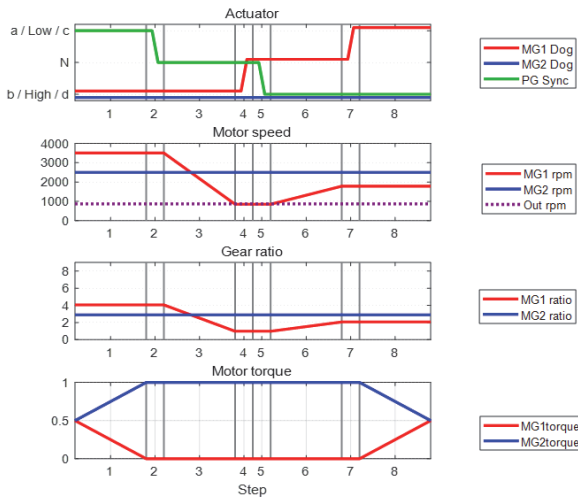 Actuator
a / Low / c
N
b / High / d
1 2 3 4 5 6 7 8
MG1 Dog
MG2 Dog
PG Sync
Motor speed
4000
3000
2000
1000
0
1 2 3 4 5 6 7 8
MG1 rpm
MG2 rpm
Out rpm
Gear ratio
8
6
4
2
0
1 2 3 4 5 6 7 8
MG1 ratio
MG2 ratio
Motor torque
1
0.5
0
1 2 3 4 5 6 7 8
Step
MG1torque
MG2torque